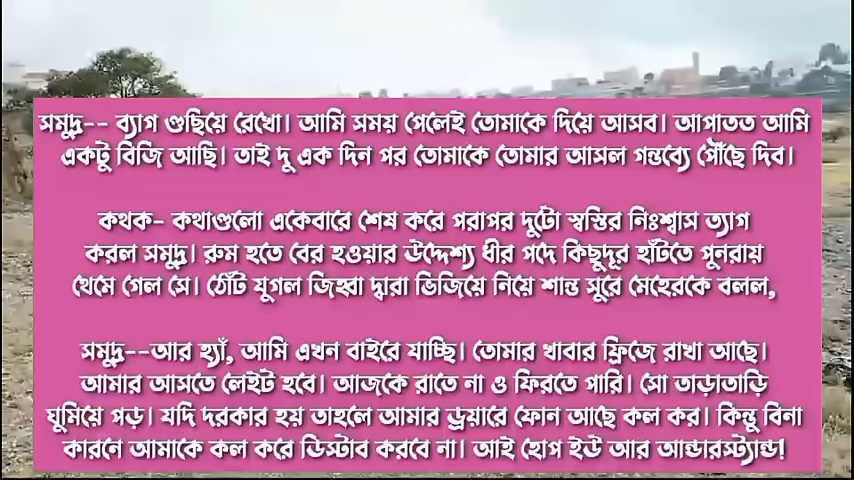 সমুদ্র-- ব্যাগ গুছিয়ে রেখো। আমি সময় পেলেই তোমাকে দিয়ে আসব। আপাতত আমি
একটু বিজি আছি। তাই দু এক দিন পর তোমাকে তোমার আসল গন্তব্যে পৌঁছে দিব।
কথক- কথাগুলো একেবারে শেষ করে পরাপর দুটো স্বস্তির নিঃশ্বাস ত্যাগ
করল সমুদ্র। রুম হতে বের হওয়ার উদ্দেশ্য ধীর পদে কিছুদূর হাঁটতে পুনরায়
থেমে গেল সে। ঠোঁট যুগল জিহ্বা দ্বারা ভিজিয়ে নিয়ে শান্ত সুরে মেহেরকে বলল,
সমুদ্র--আর হ্যাঁ, আমি এখন বাইরে যাচ্ছি। তোমার খাবার ফ্রিজে রাখা আছে।
আমার আসতে লেইট হবে। আজকে রাতে না ও ফিরতে পারি। সো তাড়াতাড়ি
ঘুমিয়ে পড়। যদি দরকার হয় তাহলে আমার ড্রয়ারে ফোন আছে কল কর। কিন্তু বিনা
কারনে আমাকে কল করে ডিস্টাব করবে না। আই হোপ ইউ আর আন্ডারস্ট্যান্ড!